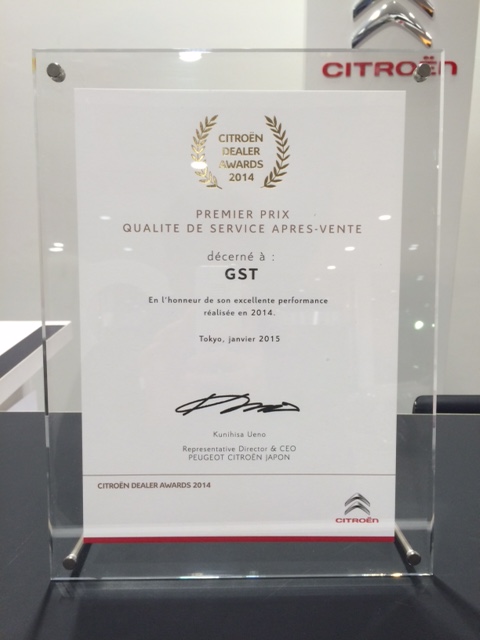 CITROËN
CITROËN
DEALER
AWARDS
2014
PREMIER PRIX
QUALITE DE SERVICE APRES-VENTE
décerné à :
GST
En l'honneur de son excellente performance
réalisée en 2014.
Tokyo, janvier 2015
Kunihisa Ueno
Representative Director & CEO
PEUGEOT CITROËN JAPON
CITROËN DEALER AWARDS 2014
CITROËN